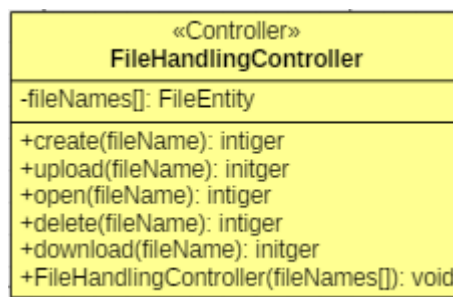 «Controller»
FileHandlingController
-fileNames[]: FileEntity
+create(fileName): intiger
+upload(fileName): initger
+open(fileName): intiger
+delete(fileName): intiger
+download(fileName): initger
+FileHandlingController(fileNames[]): void